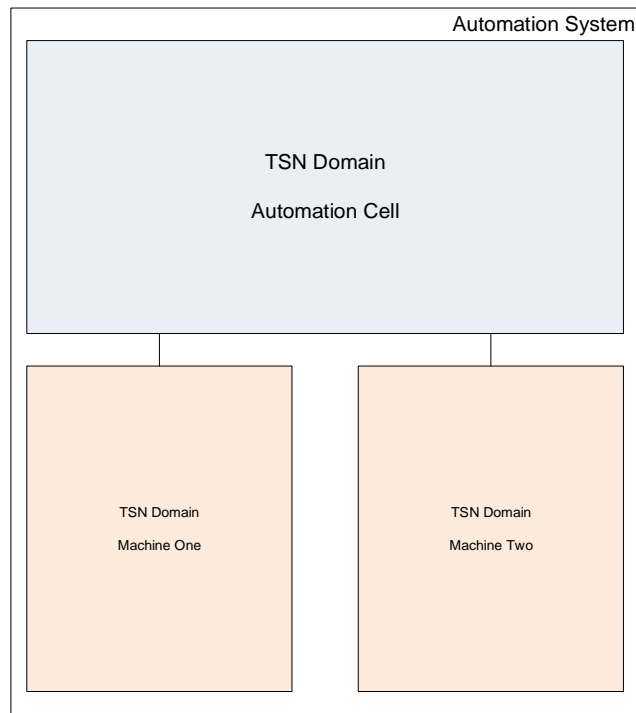 Automation System
TSN Domain
Automation Cell
TSN Domain
Machine One
TSN Domain
Machine Two